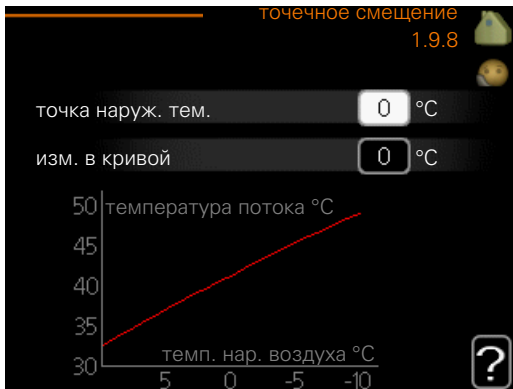 точечное смещение
1.9.8
точка наруж. тем. 0 °C
изм. в кривой 0 °C
температура потока °C
50
45
40
35
30
темп. нар. воздуха °C
5 0 -5 -10
?